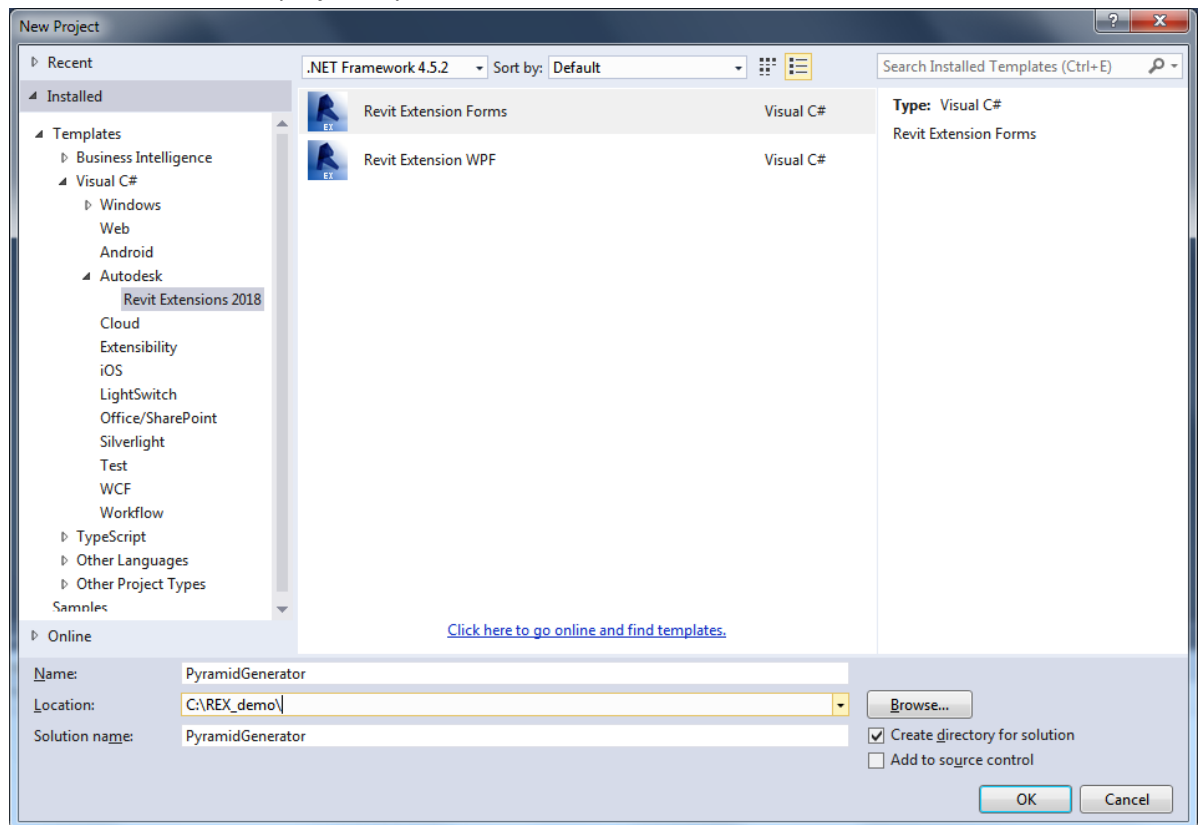 New Project
?
Recent
.NET Framework 4.5.2
Sort by: Default
Search Installed Templates (Ctrl+E)
Installed
Templates
Business Intelligence
Visual C#
Windows
Web
Android
Autodesk
Revit Extensions 2018
Cloud
Extensibility
iOS
LightSwitch
Office/SharePoint
Silverlight
Test
WCF
Workflow
TypeScript
Other Languages
Other Project Types
Samples
Online
R EX Revit Extension Forms Visual C#
R EX Revit Extension WPF Visual C#
Click here to go online and find templates.
Type: Visual C#
Revit Extension Forms
Name: PyramidGenerator
Location: C:\REX_demo\
Browse...
Solution name: PyramidGenerator
Create directory for solution
Add to source control
OK Cancel